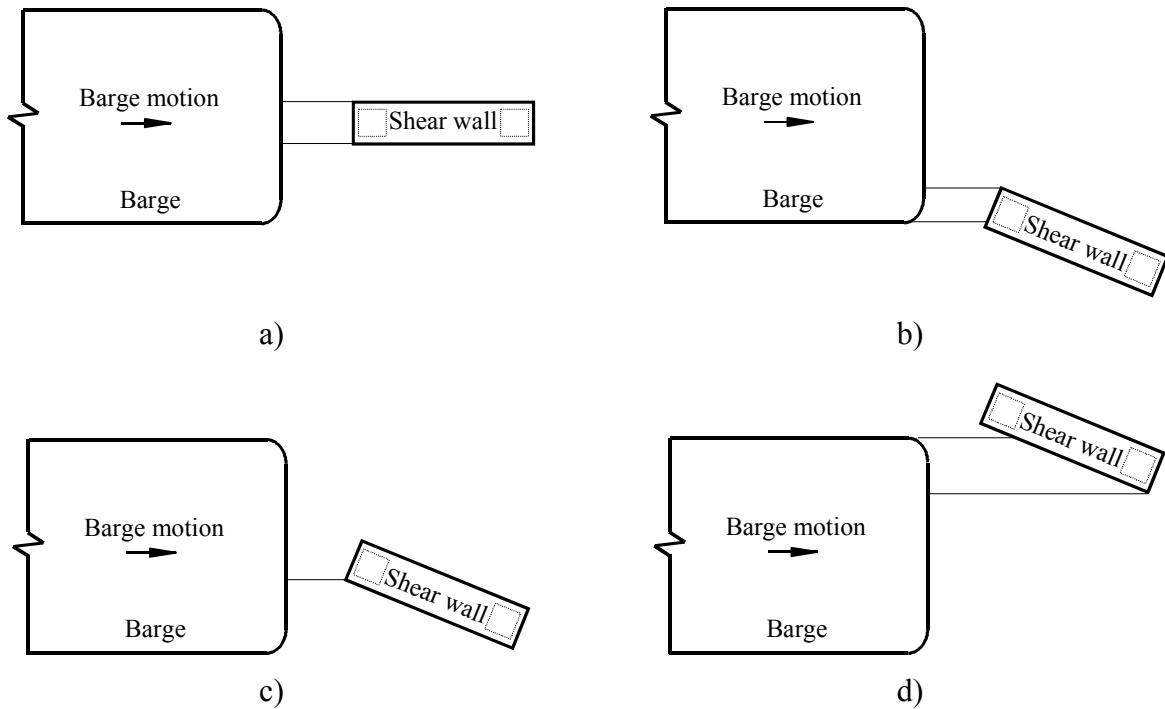 Barge motion
Shear wall
Barge
a)
Barge motion
Shear wall
Barge
b)
Barge motion
Shear wall
Barge
c)
Shear wall
Barge motion
Barge
d)